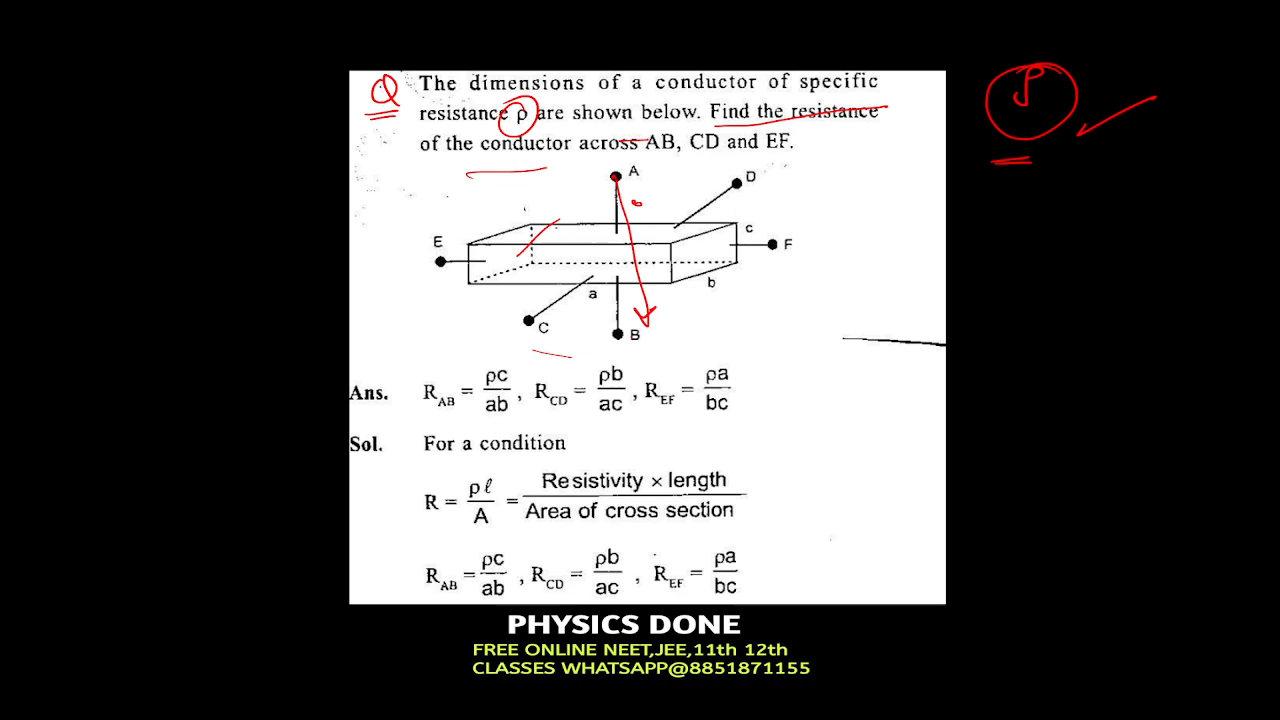 Q The dimensions of a conductor of specific
resistance ρ are shown below. Find the resistance
of the conductor across AB, CD and EF.
A
D
E
c
F
b
a
C
B
Ans. R_AB = ρc/ab , R_CD = ρb/ac , R_EF = ρa/bc
Sol. For a condition
R = ρℓ/A = Resistivity × length/Area of cross section
R_AB = ρc/ab , R_CD = ρb/ac , R_EF = ρa/bc
PHYSICS DONE
FREE ONLINE NEET,JEE,11th 12th
CLASSES WHATSAPP@8851871155
ρ